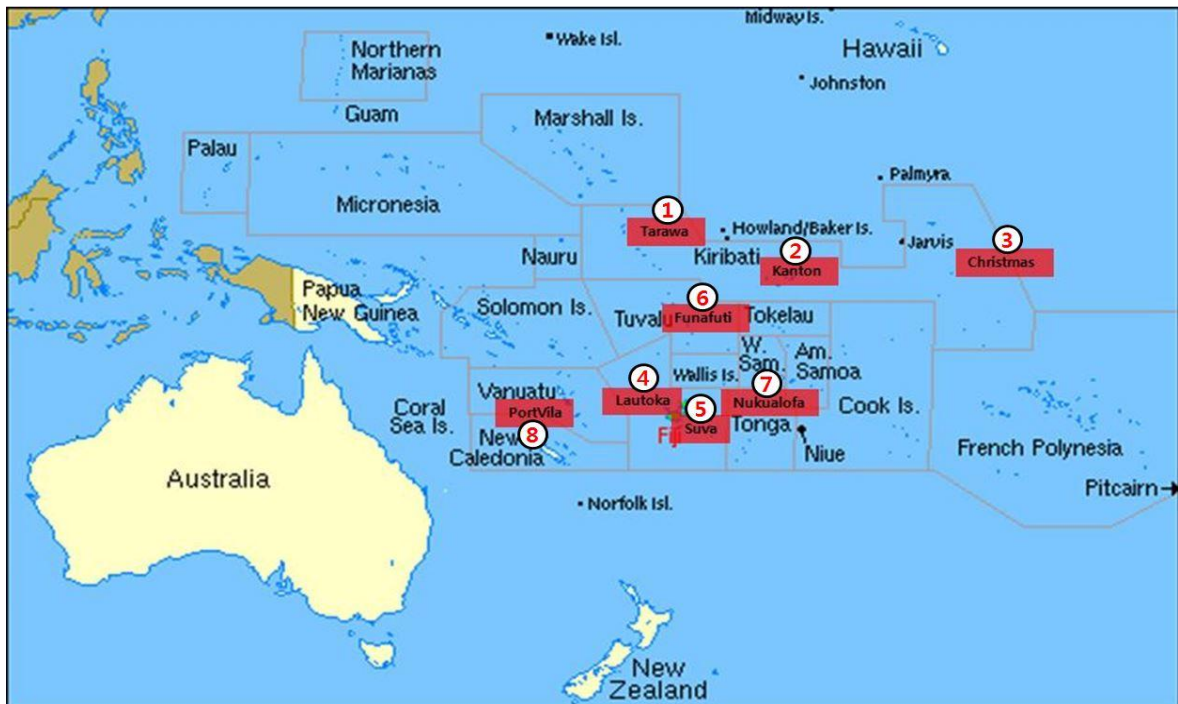 Midway Is.
Hawaii
Wake Isl.
Northern
Marianas
Johnston
Guam
Marshall Is.
Palau
Palmyra
Micronesia
1
Tarawa
Howland/Baker Is.
Jarvis
3
Christmas
Nauru
Kiribati
2
Kanton
Papua
New Guinea
Solomon Is.
6
Tuvalu
Funafuti
Tokelau
W.
Sam.
Am.
Samoa
Wallis Is.
4
Lautoka
7
Nukualofa
Vanuatu
PortVila
8
Coral
Sea Is.
5
Suva
Fiji
Tonga
Cook Is.
New
Caledonia
Niue
French Polynesia
Australia
Pitcairn
Norfolk Isl.
New
Zealand